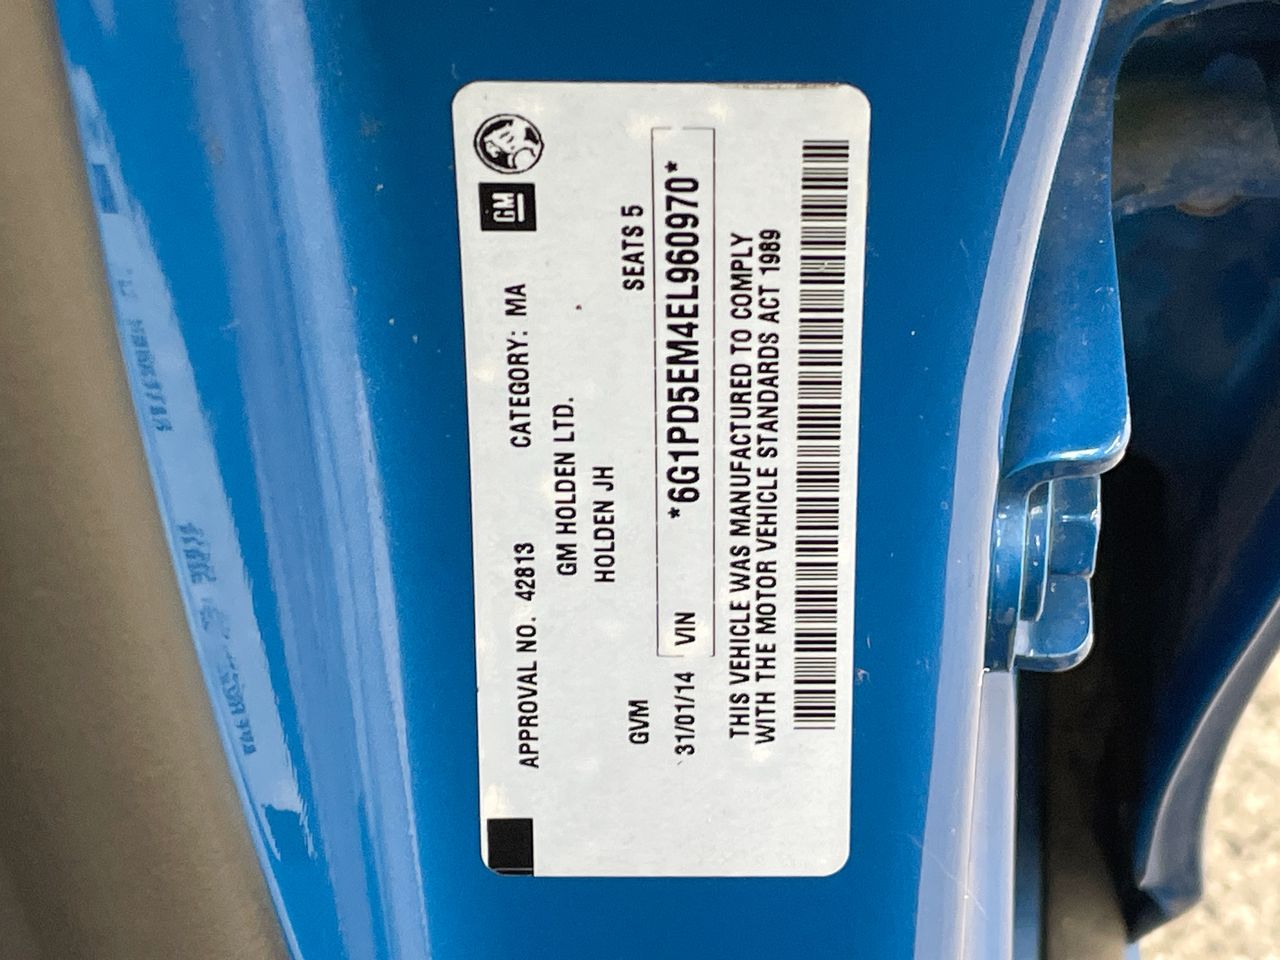 GM
APPROVAL NO. 42813 CATEGORY: MA
GM HOLDEN LTD.
HOLDEN JH
GVM SEATS 5
31/01/14 VIN *6G1PD5EM4EL960970*
THIS VEHICLE WAS MANUFACTURED TO COMPLY
WITH THE MOTOR VEHICLE STANDARDS ACT 1989